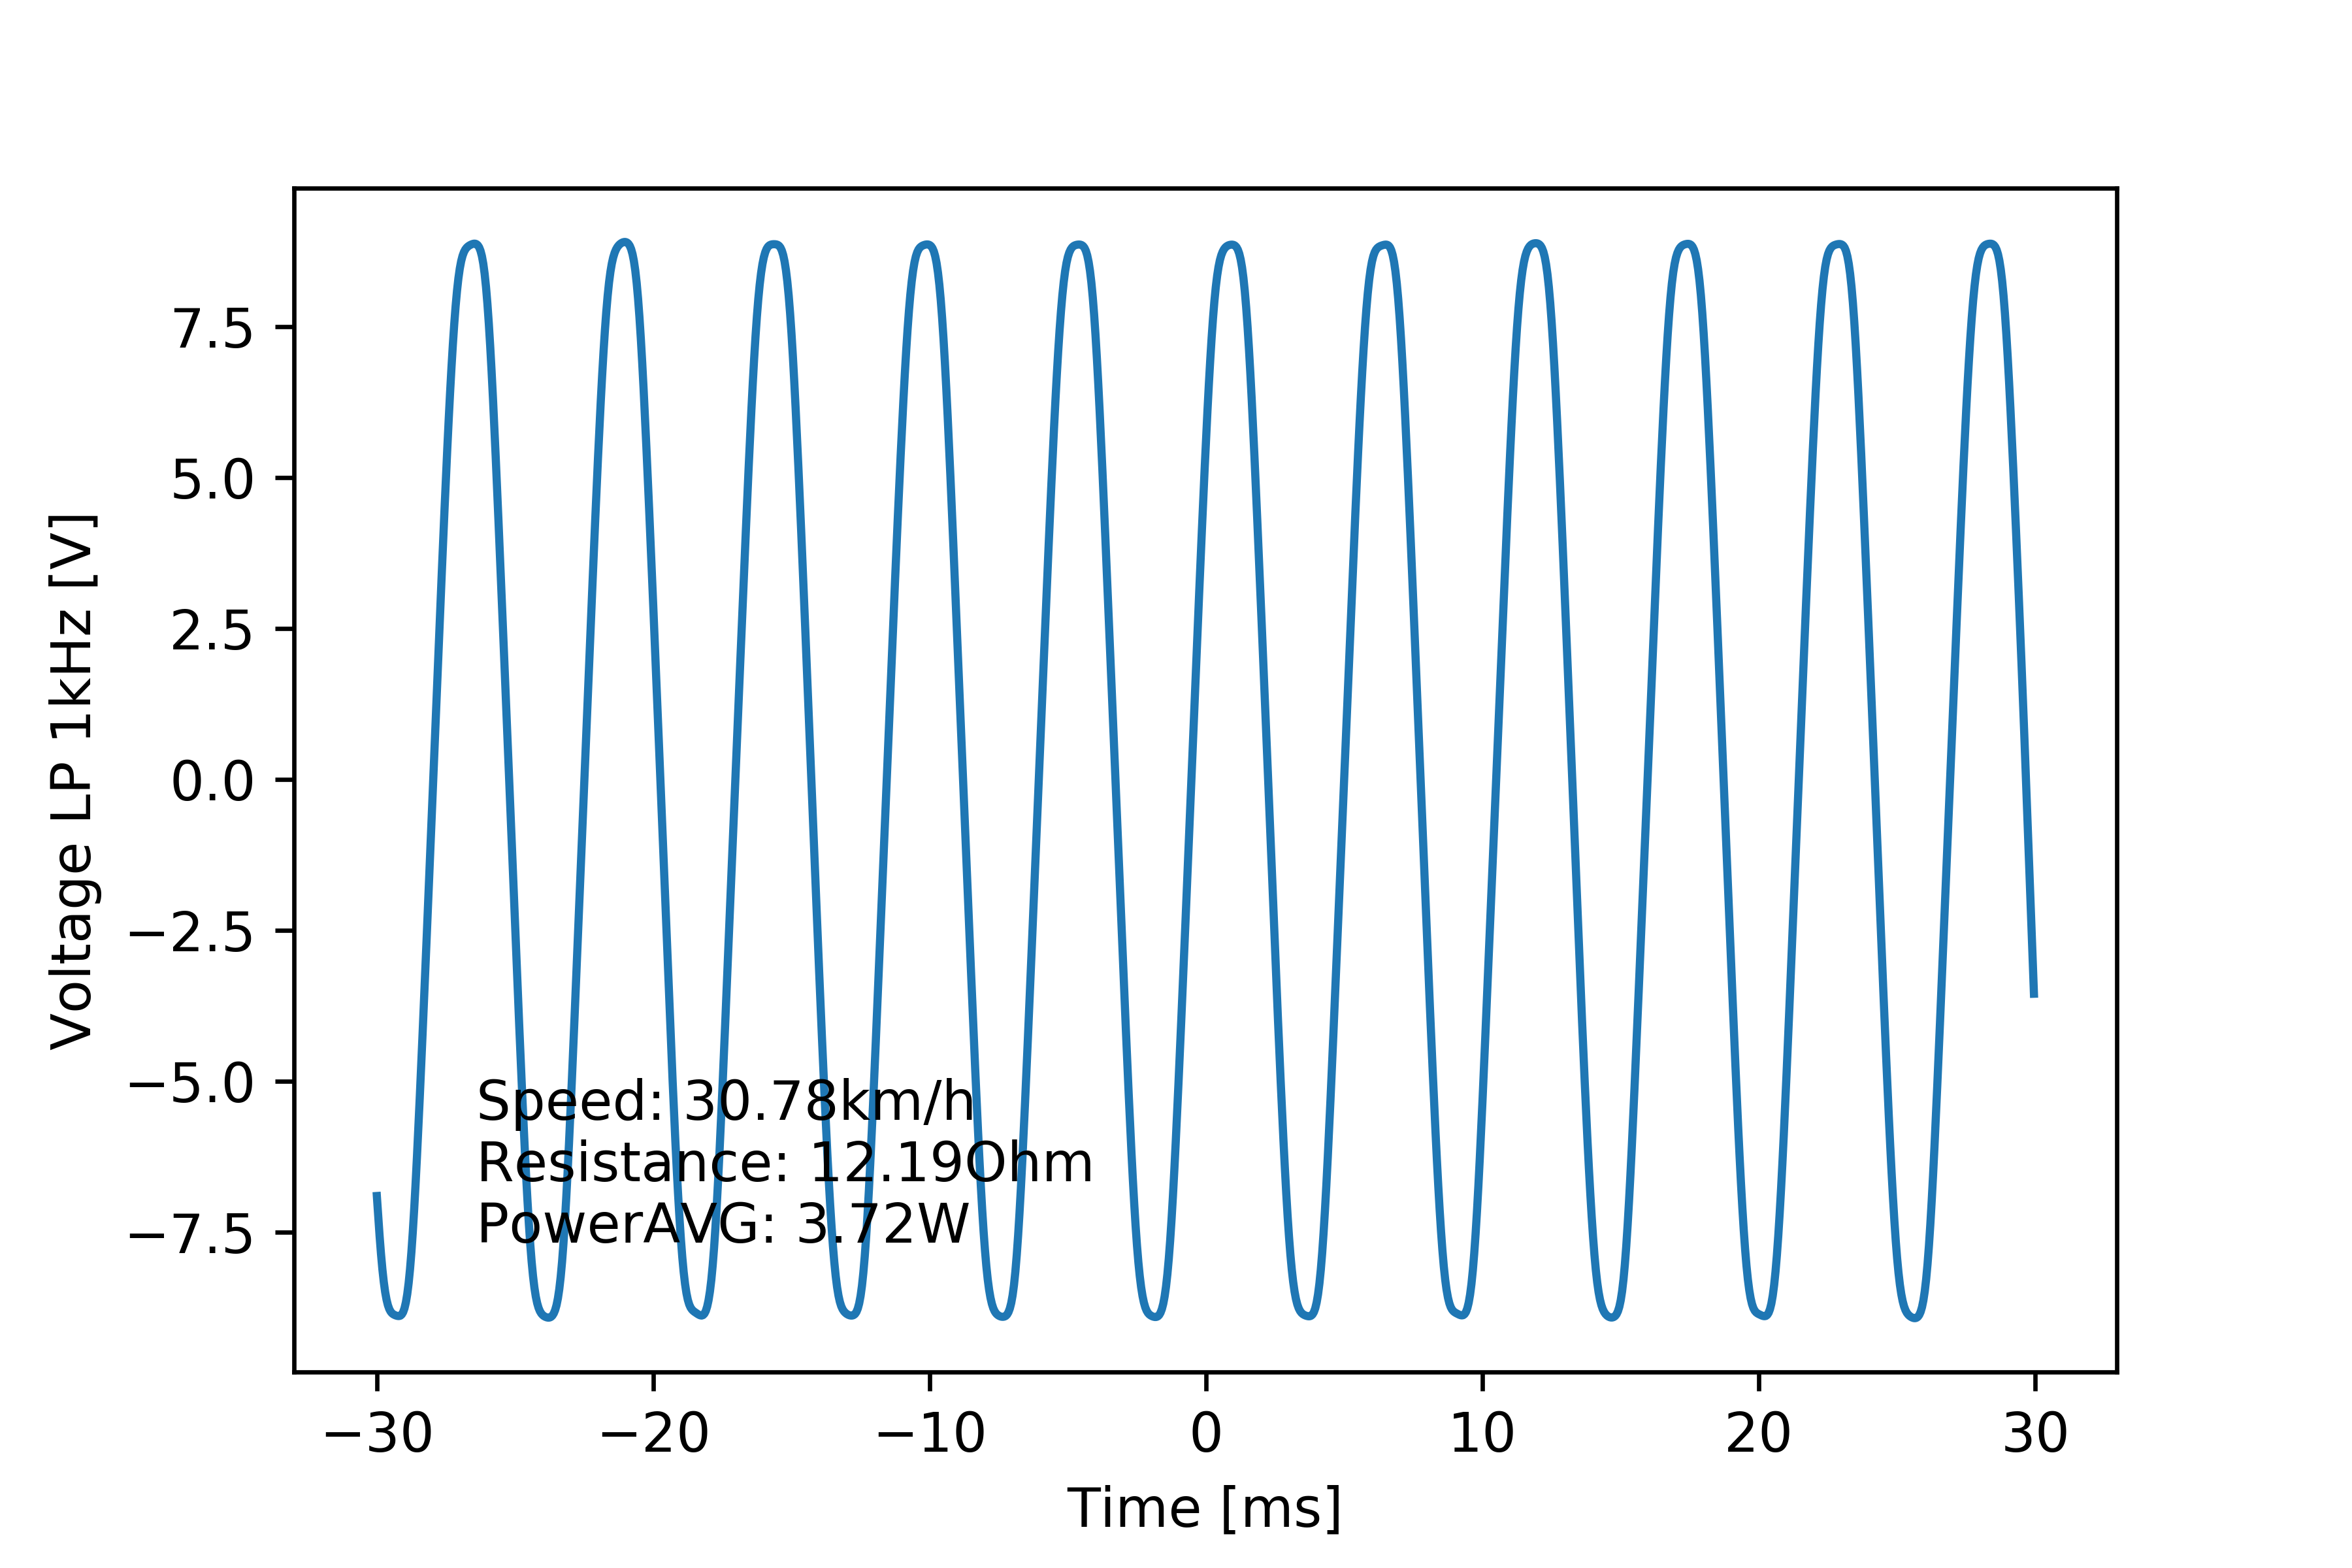 7.5
5.0
2.5
0.0
−2.5
−5.0
−7.5
Voltage LP 1kHz [V]
Speed: 30.78km/h
Resistance: 12.19Ohm
PowerAVG: 3.72W
−30 −20 −10 0 10 20 30
Time [ms]